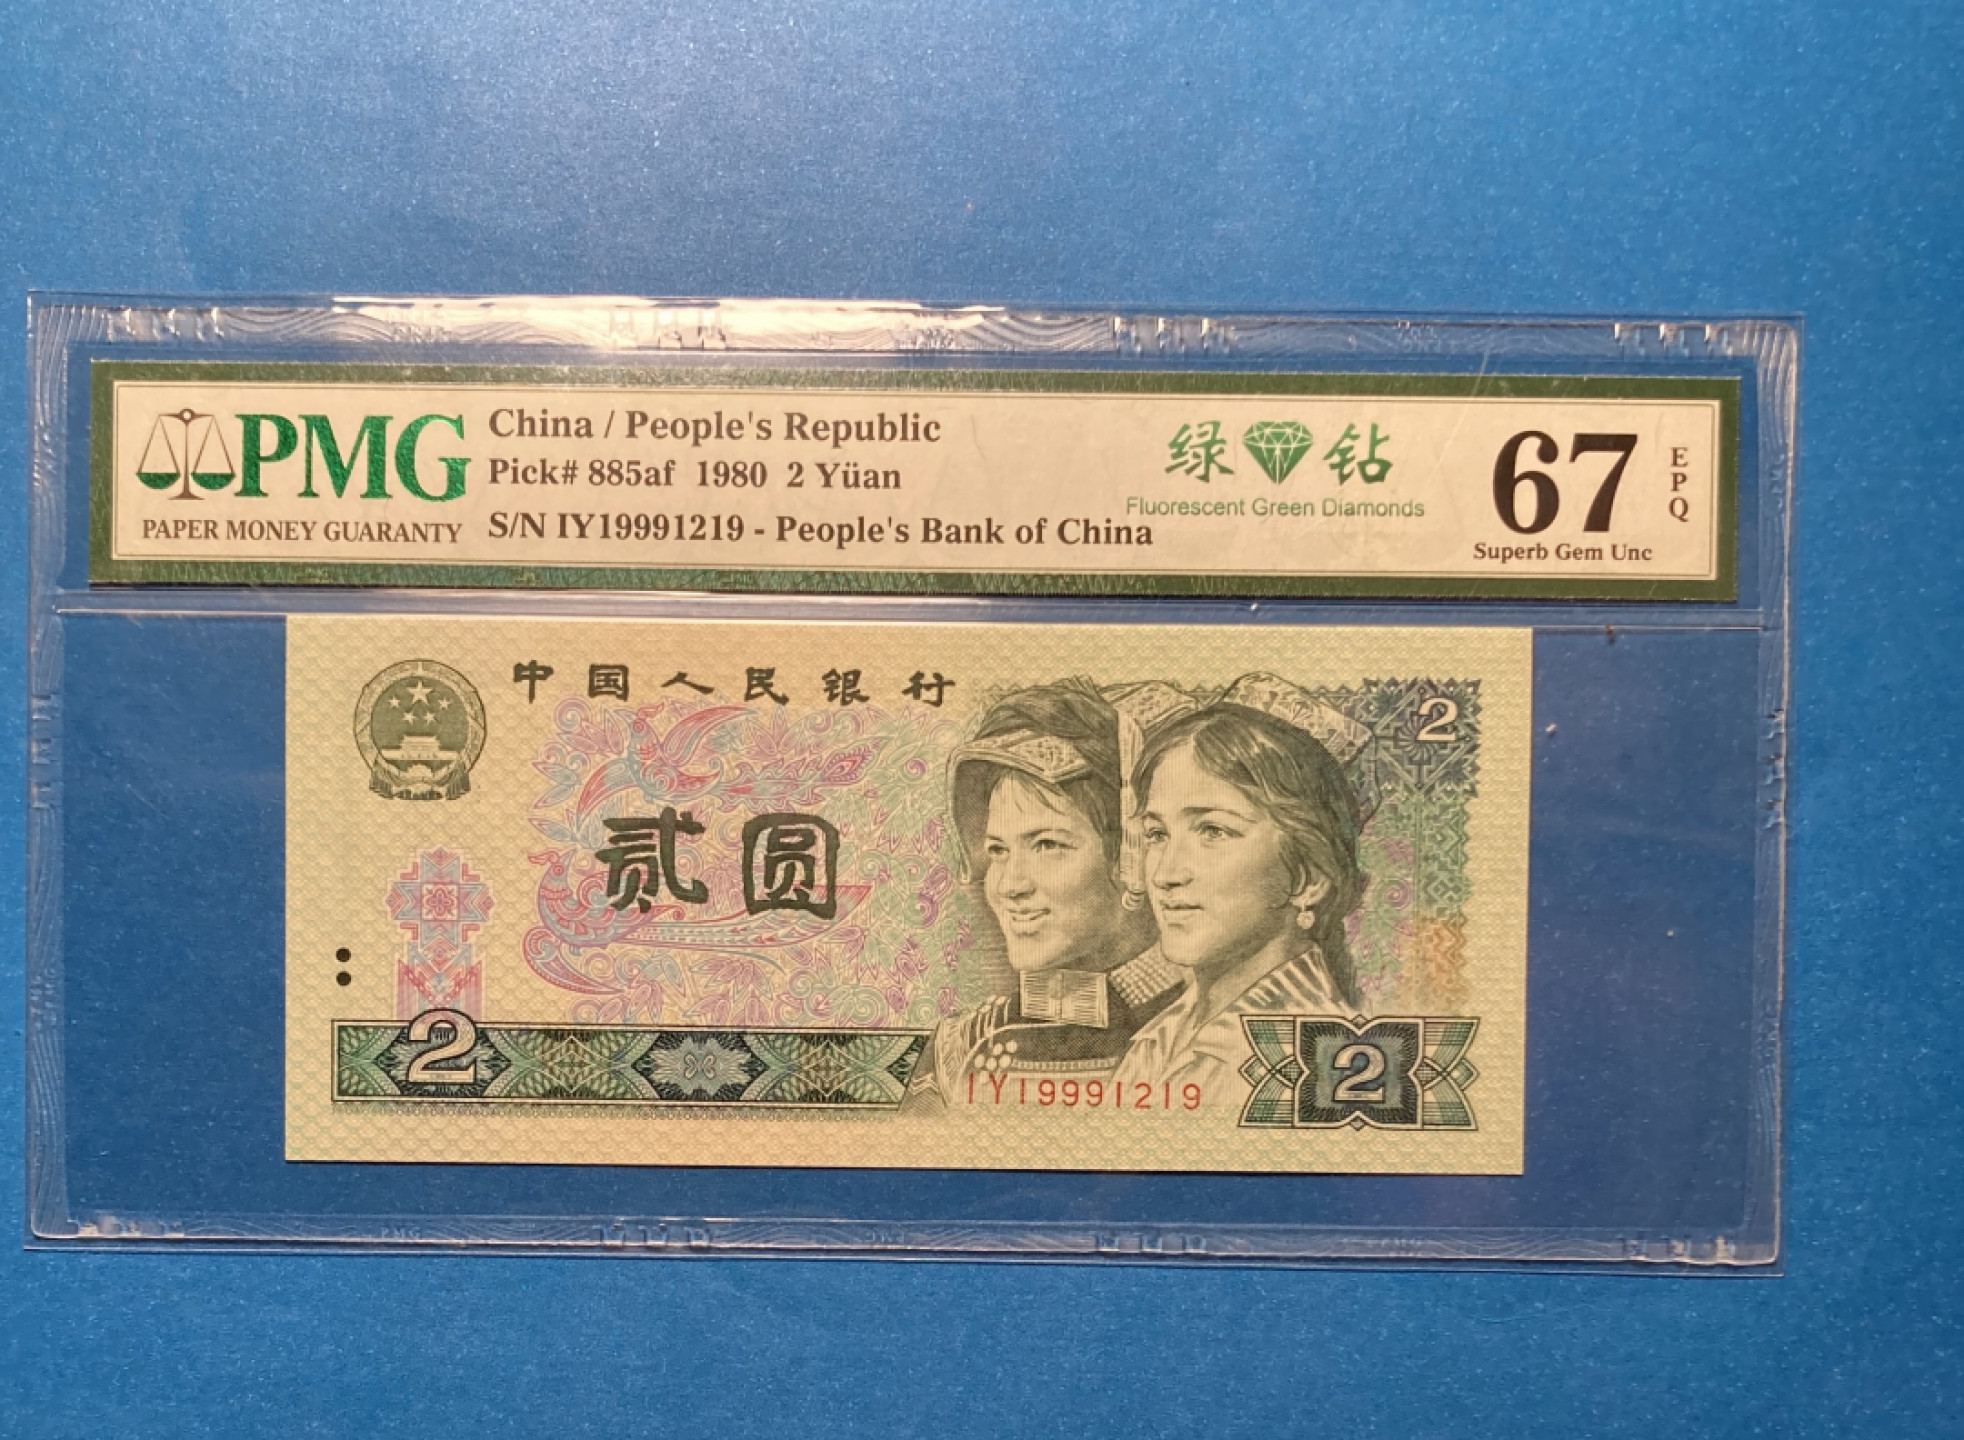 PMG
PAPER MONEY GUARANTY
China / People's Republic
Pick# 885af 1980 2 Yüan
S/N IY19991219 - People's Bank of China
绿 钻
Fluorescent Green Diamonds
67
EPQ
Superb Gem Unc
中国人民银行
2
贰圆
2
IY19991219
2
PMG